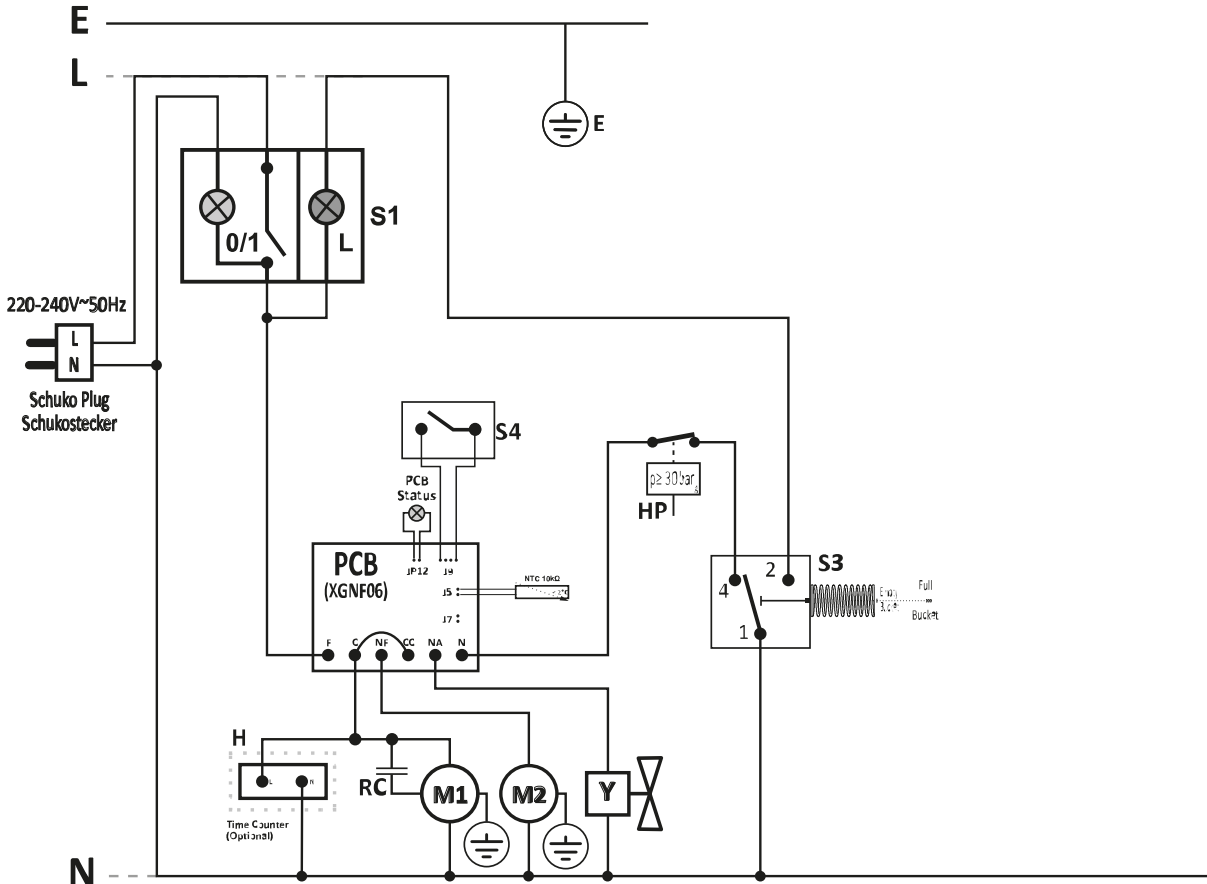 E
L
E
S1
0/1
L
220-240V~50Hz
L
N
Schuko Plug
Schukostecker
S4
PCB
Status
HP
PCB
(XGNF06)
JP12
J9
NTC 10kΩ
J5
J7
F C NF CC NA N
S3
4
2
1
Full
Bucket
H
L N
RC
M1
M2
Y
Time Counter
(Optional)
N